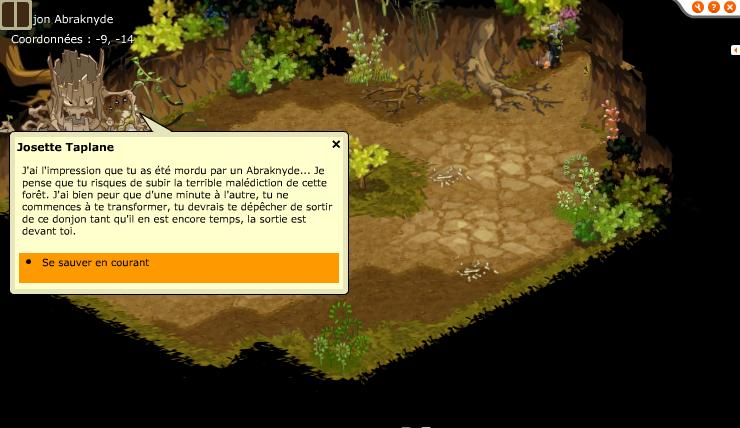 jon Abraknyde
Coordonnées : -9, -14
Josette Taplane
J'ai l'impression que tu as été mordu par un Abraknyde... Je
pense que tu risques de subir la terrible malédiction de cette
forêt. J'ai bien peur que d'une minute à l'autre, tu ne
commences à te transformer, tu devrais te dépêcher de sortir
de ce donjon tant qu'il en est encore temps, la sortie est
devant toi.
• Se sauver en courant